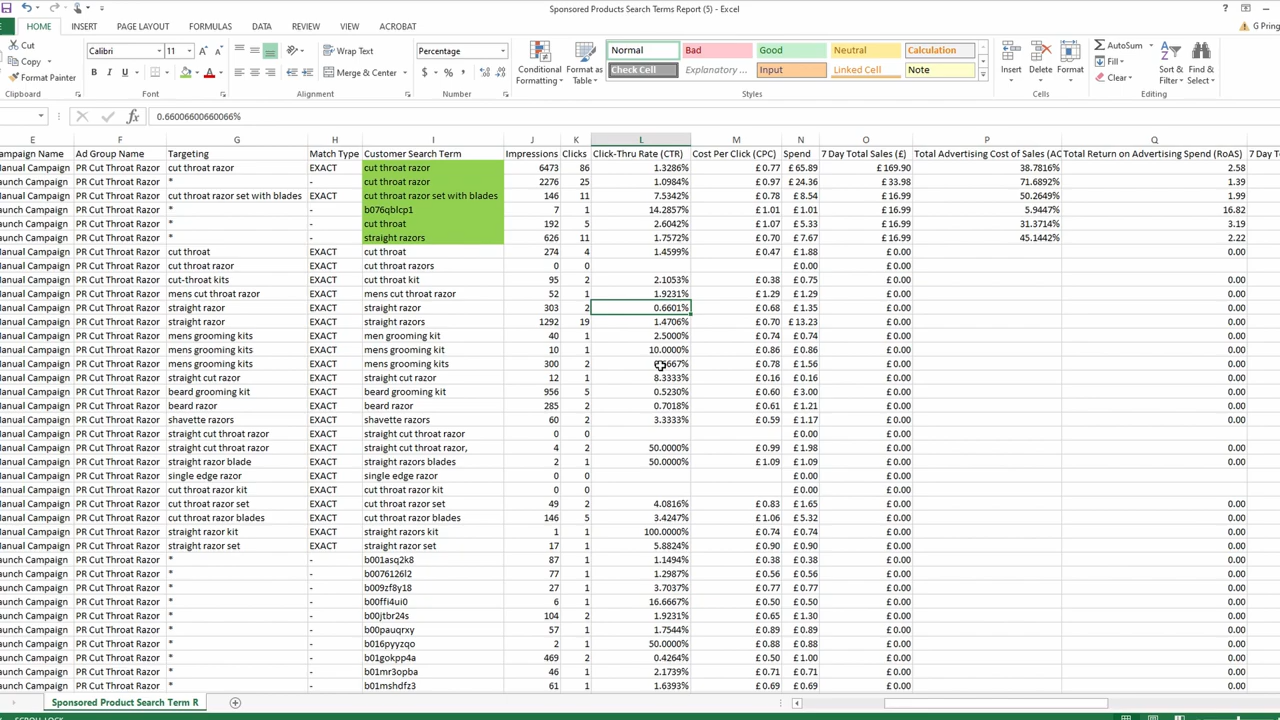 Sponsored Products Search Terms Report (5) - Excel
HOME INSERT PAGE LAYOUT FORMULAS DATA REVIEW VIEW ACROBAT G Pring
Cut Copy Format Painter Clipboard
Calibri 11 B I U Font
Wrap Text Merge & Center Alignment
Percentage $ % Number
Conditional Formatting Format as Table
Normal Bad Good Neutral Calculation
Check Cell Explanatory ... Input Linked Cell Note
Styles
Insert Delete Format Cells
AutoSum Fill Clear Sort & Filter Find & Select Editing
fx 0.66006600660066%
E F G H I J K L M N O P Q
ampaign Name Ad Group Name Targeting Match Type Customer Search Term Impressions Clicks Click-Thru Rate (CTR) Cost Per Click (CPC) Spend 7 Day Total Sales (£) Total Advertising Cost of Sales (AC Total Return on Advertising Spend (RoAS) 7 Day T
Manual Campaign PR Cut Throat Razor cut throat razor EXACT cut throat razor 6473 86 1.3286% £ 0.77 £ 65.89 £ 169.90 38.7816% 2.58
aunch Campaign PR Cut Throat Razor * - cut throat razor 2276 25 1.0984% £ 0.97 £ 24.36 £ 33.98 71.6892% 1.39
Manual Campaign PR Cut Throat Razor cut throat razor set with blades EXACT cut throat razor set with blades 146 11 7.5342% £ 0.78 £ 8.54 £ 16.99 50.2649% 1.99
aunch Campaign PR Cut Throat Razor * - b076qblcp1 7 1 14.2857% £ 1.01 £ 1.01 £ 16.99 5.9447% 16.82
aunch Campaign PR Cut Throat Razor * - cut throat 192 5 2.6042% £ 1.07 £ 5.33 £ 16.99 31.3714% 3.19
aunch Campaign PR Cut Throat Razor * - straight razors 626 11 1.7572% £ 0.70 £ 7.67 £ 16.99 45.1442% 2.22
Manual Campaign PR Cut Throat Razor cut throat EXACT cut throat 274 4 1.4599% £ 0.47 £ 1.88 £ 0.00 0.00
Manual Campaign PR Cut Throat Razor cut throat razor EXACT cut throat razors 0 0 £ 0.00 £ 0.00
Manual Campaign PR Cut Throat Razor cut-throat kits EXACT cut-throat kit 95 2 2.1053% £ 0.38 £ 0.75 £ 0.00 0.00
Manual Campaign PR Cut Throat Razor mens cut throat razor EXACT mens cut throat razor 52 1 1.9231% £ 1.29 £ 1.29 £ 0.00 0.00
Manual Campaign PR Cut Throat Razor straight razor EXACT straight razor 303 2 0.6601% £ 0.68 £ 1.35 £ 0.00 0.00
Manual Campaign PR Cut Throat Razor straight razor EXACT straight razors 1292 19 1.4706% £ 0.70 £ 13.23 £ 0.00 0.00
Manual Campaign PR Cut Throat Razor mens grooming kits EXACT men grooming kit 40 1 2.5000% £ 0.74 £ 0.74 £ 0.00 0.00
Manual Campaign PR Cut Throat Razor mens grooming kits EXACT mens grooming kit 10 1 10.0000% £ 0.86 £ 0.86 £ 0.00 0.00
Manual Campaign PR Cut Throat Razor mens grooming kits EXACT mens grooming kits 300 2 £ 0.78 £ 1.56 £ 0.00 0.00
Manual Campaign PR Cut Throat Razor straight cut razor EXACT straight cut razor 12 1 8.3333% £ 0.16 £ 0.16 £ 0.00 0.00
Manual Campaign PR Cut Throat Razor beard grooming kit EXACT beard grooming kit 956 5 0.5230% £ 0.60 £ 3.00 £ 0.00 0.00
Manual Campaign PR Cut Throat Razor beard razor EXACT beard razor 285 2 0.7018% £ 0.61 £ 1.21 £ 0.00 0.00
Manual Campaign PR Cut Throat Razor shavette razors EXACT shavette razors 60 2 3.3333% £ 0.59 £ 1.17 £ 0.00 0.00
Manual Campaign PR Cut Throat Razor straight cut throat razor EXACT straight cut throat razor 0 0 £ 0.00 £ 0.00
Manual Campaign PR Cut Throat Razor straight cut throat razor EXACT straight cut throat razor, 4 2 50.0000% £ 0.99 £ 1.98 £ 0.00 0.00
Manual Campaign PR Cut Throat Razor straight razor blade EXACT straight razors blades 2 1 50.0000% £ 1.09 £ 1.09 £ 0.00 0.00
Manual Campaign PR Cut Throat Razor single edge razor EXACT single edge razor 0 0 £ 0.00 £ 0.00
Manual Campaign PR Cut Throat Razor cut throat razor kit EXACT cut throat razor kit 0 0 £ 0.00 £ 0.00
Manual Campaign PR Cut Throat Razor cut throat razor set EXACT cut throat razor set 49 2 4.0816% £ 0.83 £ 1.65 £ 0.00 0.00
Manual Campaign PR Cut Throat Razor cut throat razor blades EXACT cut throat razor blades 146 5 3.4247% £ 1.06 £ 5.32 £ 0.00 0.00
Manual Campaign PR Cut Throat Razor straight razor kit EXACT straight razors kit 1 1 100.0000% £ 0.74 £ 0.74 £ 0.00 0.00
Manual Campaign PR Cut Throat Razor straight razor set EXACT straight razor set 17 1 5.8824% £ 0.90 £ 0.90 £ 0.00 0.00
aunch Campaign PR Cut Throat Razor * - b001asq2k8 87 1 1.1494% £ 0.38 £ 0.38 £ 0.00 0.00
aunch Campaign PR Cut Throat Razor * - b0076126l2 77 1 1.2987% £ 0.56 £ 0.56 £ 0.00 0.00
aunch Campaign PR Cut Throat Razor * - b009zf8y18 27 1 3.7037% £ 0.77 £ 0.77 £ 0.00 0.00
aunch Campaign PR Cut Throat Razor * - b00ffi4ui0 6 1 16.6667% £ 0.50 £ 0.50 £ 0.00 0.00
aunch Campaign PR Cut Throat Razor * - b00jtbr24s 104 2 1.9231% £ 0.65 £ 1.30 £ 0.00 0.00
aunch Campaign PR Cut Throat Razor * - b00pauqrxy 57 1 1.7544% £ 0.89 £ 0.89 £ 0.00 0.00
aunch Campaign PR Cut Throat Razor * - b016pyyzqo 2 1 50.0000% £ 0.88 £ 0.88 £ 0.00 0.00
aunch Campaign PR Cut Throat Razor * - b01gokpp4a 469 2 0.4264% £ 0.50 £ 1.00 £ 0.00 0.00
aunch Campaign PR Cut Throat Razor * - b01mr3opba 46 1 2.1739% £ 0.71 £ 0.71 £ 0.00 0.00
aunch Campaign PR Cut Throat Razor * - b01mshdfz3 61 1 1.6393% £ 0.69 £ 0.69 £ 0.00 0.00
Sponsored Product Search Term R